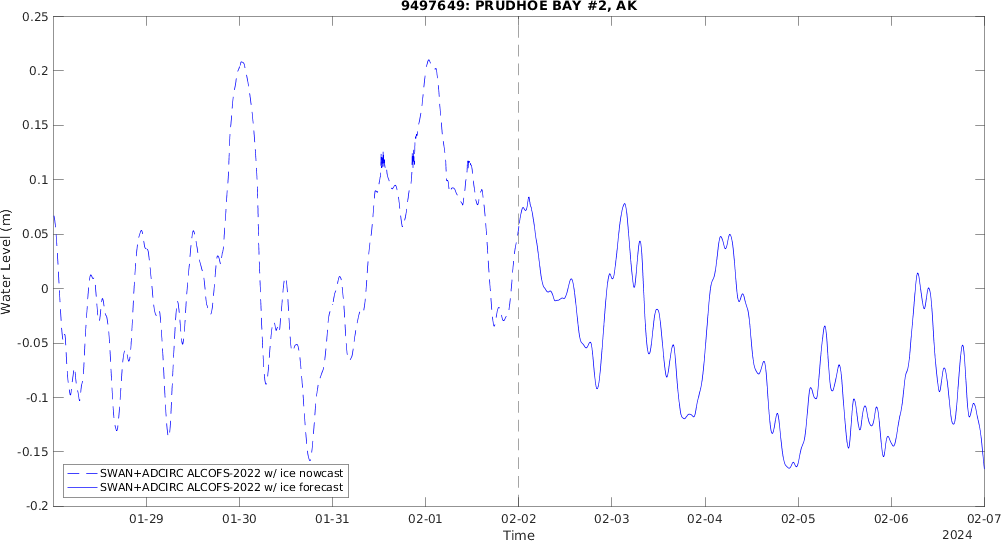 9497649: PRUDHOE BAY #2, AK
0.25
0.2
0.15
0.1
0.05
0
-0.05
-0.1
-0.15
-0.2
Water Level (m)
SWAN+ADCIRC ALCOFS-2022 w/ ice nowcast
SWAN+ADCIRC ALCOFS-2022 w/ ice forecast
01-29 01-30 01-31 02-01 02-02 02-03 02-04 02-05 02-06 02-07
Time
2024